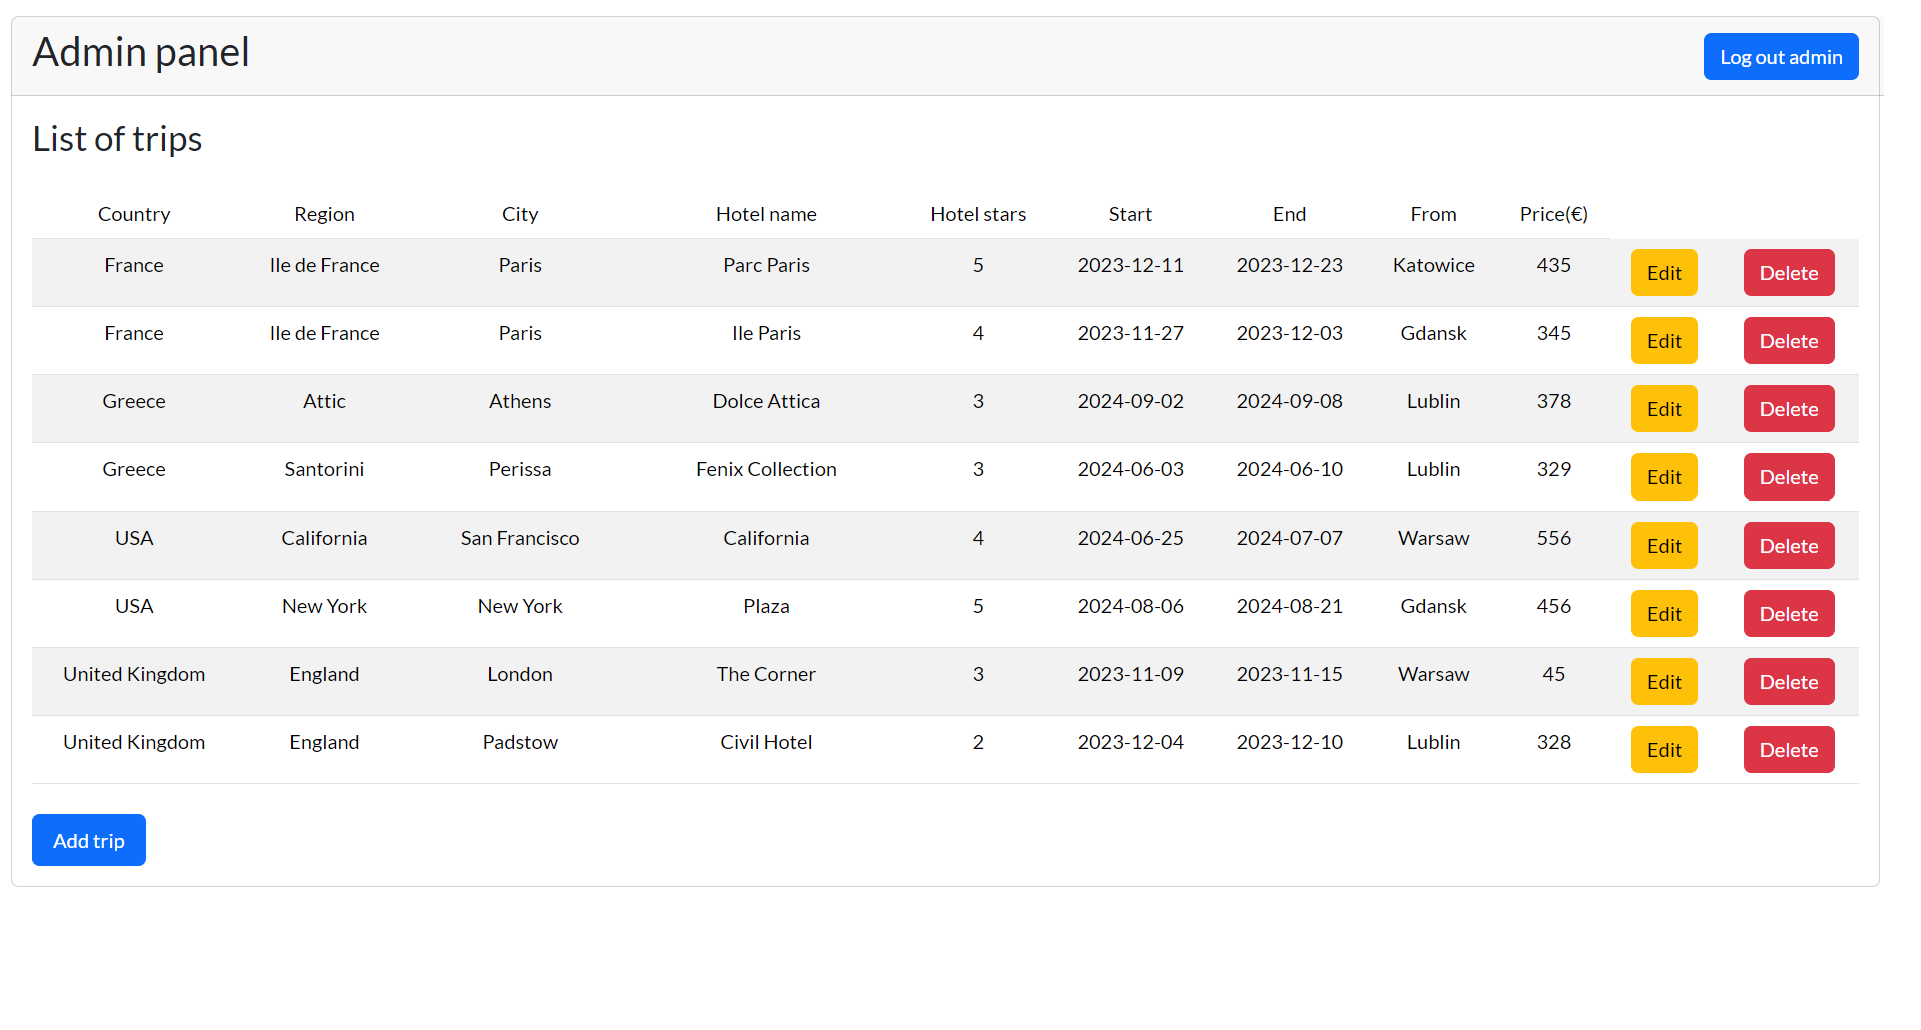 Admin panel Log out admin
List of trips
Country Region City Hotel name Hotel stars Start End From Price(€)
France Ile de France Paris Parc Paris 5 2023-12-11 2023-12-23 Katowice 435 Edit Delete
France Ile de France Paris Ile Paris 4 2023-11-27 2023-12-03 Gdansk 345 Edit Delete
Greece Attic Athens Dolce Attica 3 2024-09-02 2024-09-08 Lublin 378 Edit Delete
Greece Santorini Perissa Fenix Collection 3 2024-06-03 2024-06-10 Lublin 329 Edit Delete
USA California San Francisco California 4 2024-06-25 2024-07-07 Warsaw 556 Edit Delete
USA New York New York Plaza 5 2024-08-06 2024-08-21 Gdansk 456 Edit Delete
United Kingdom England London The Corner 3 2023-11-09 2023-11-15 Warsaw 45 Edit Delete
United Kingdom England Padstow Civil Hotel 2 2023-12-04 2023-12-10 Lublin 328 Edit Delete
Add trip